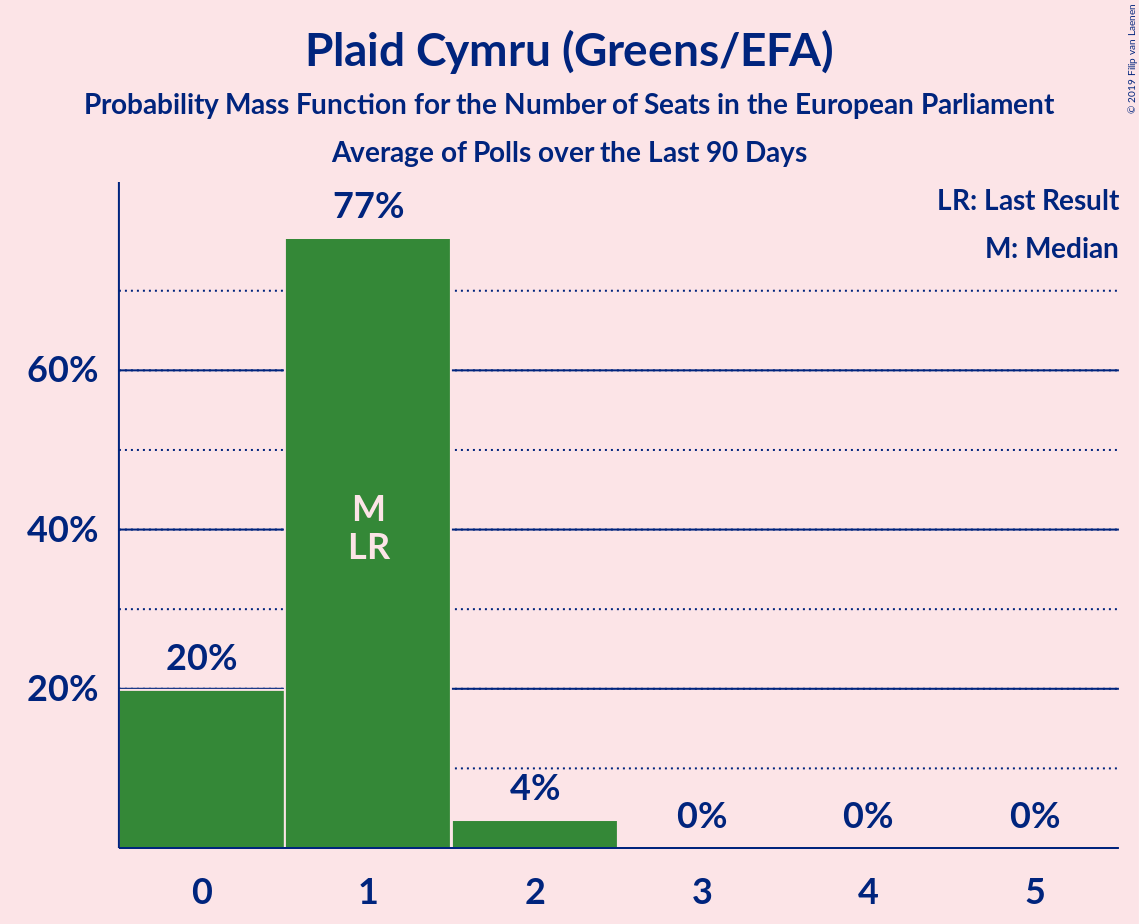 Plaid Cymru (Greens/EFA)
Probability Mass Function for the Number of Seats in the European Parliament
Average of Polls over the Last 90 Days
© 2019 Filip van Laenen
LR: Last Result
M: Median
77%
60%
M
40%
LR
20%
20%
4%
0%
0%
0%
0
1
2
3
4
5